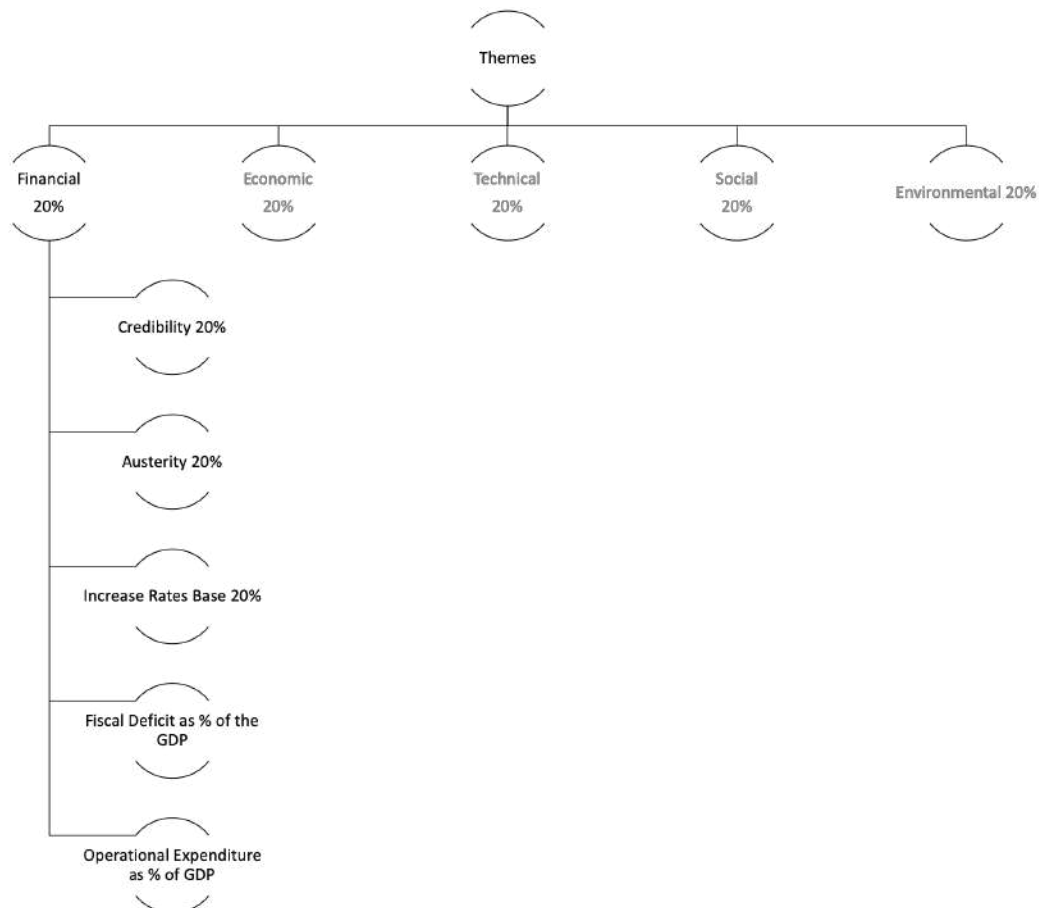 Themes
Financial
20%
Economic
20%
Technical
20%
Social
20%
Environmental 20%
Credibility 20%
Austerity 20%
Increase Rates Base 20%
Fiscal Deficit as % of the
GDP
Operational Expenditure
as % of GDP